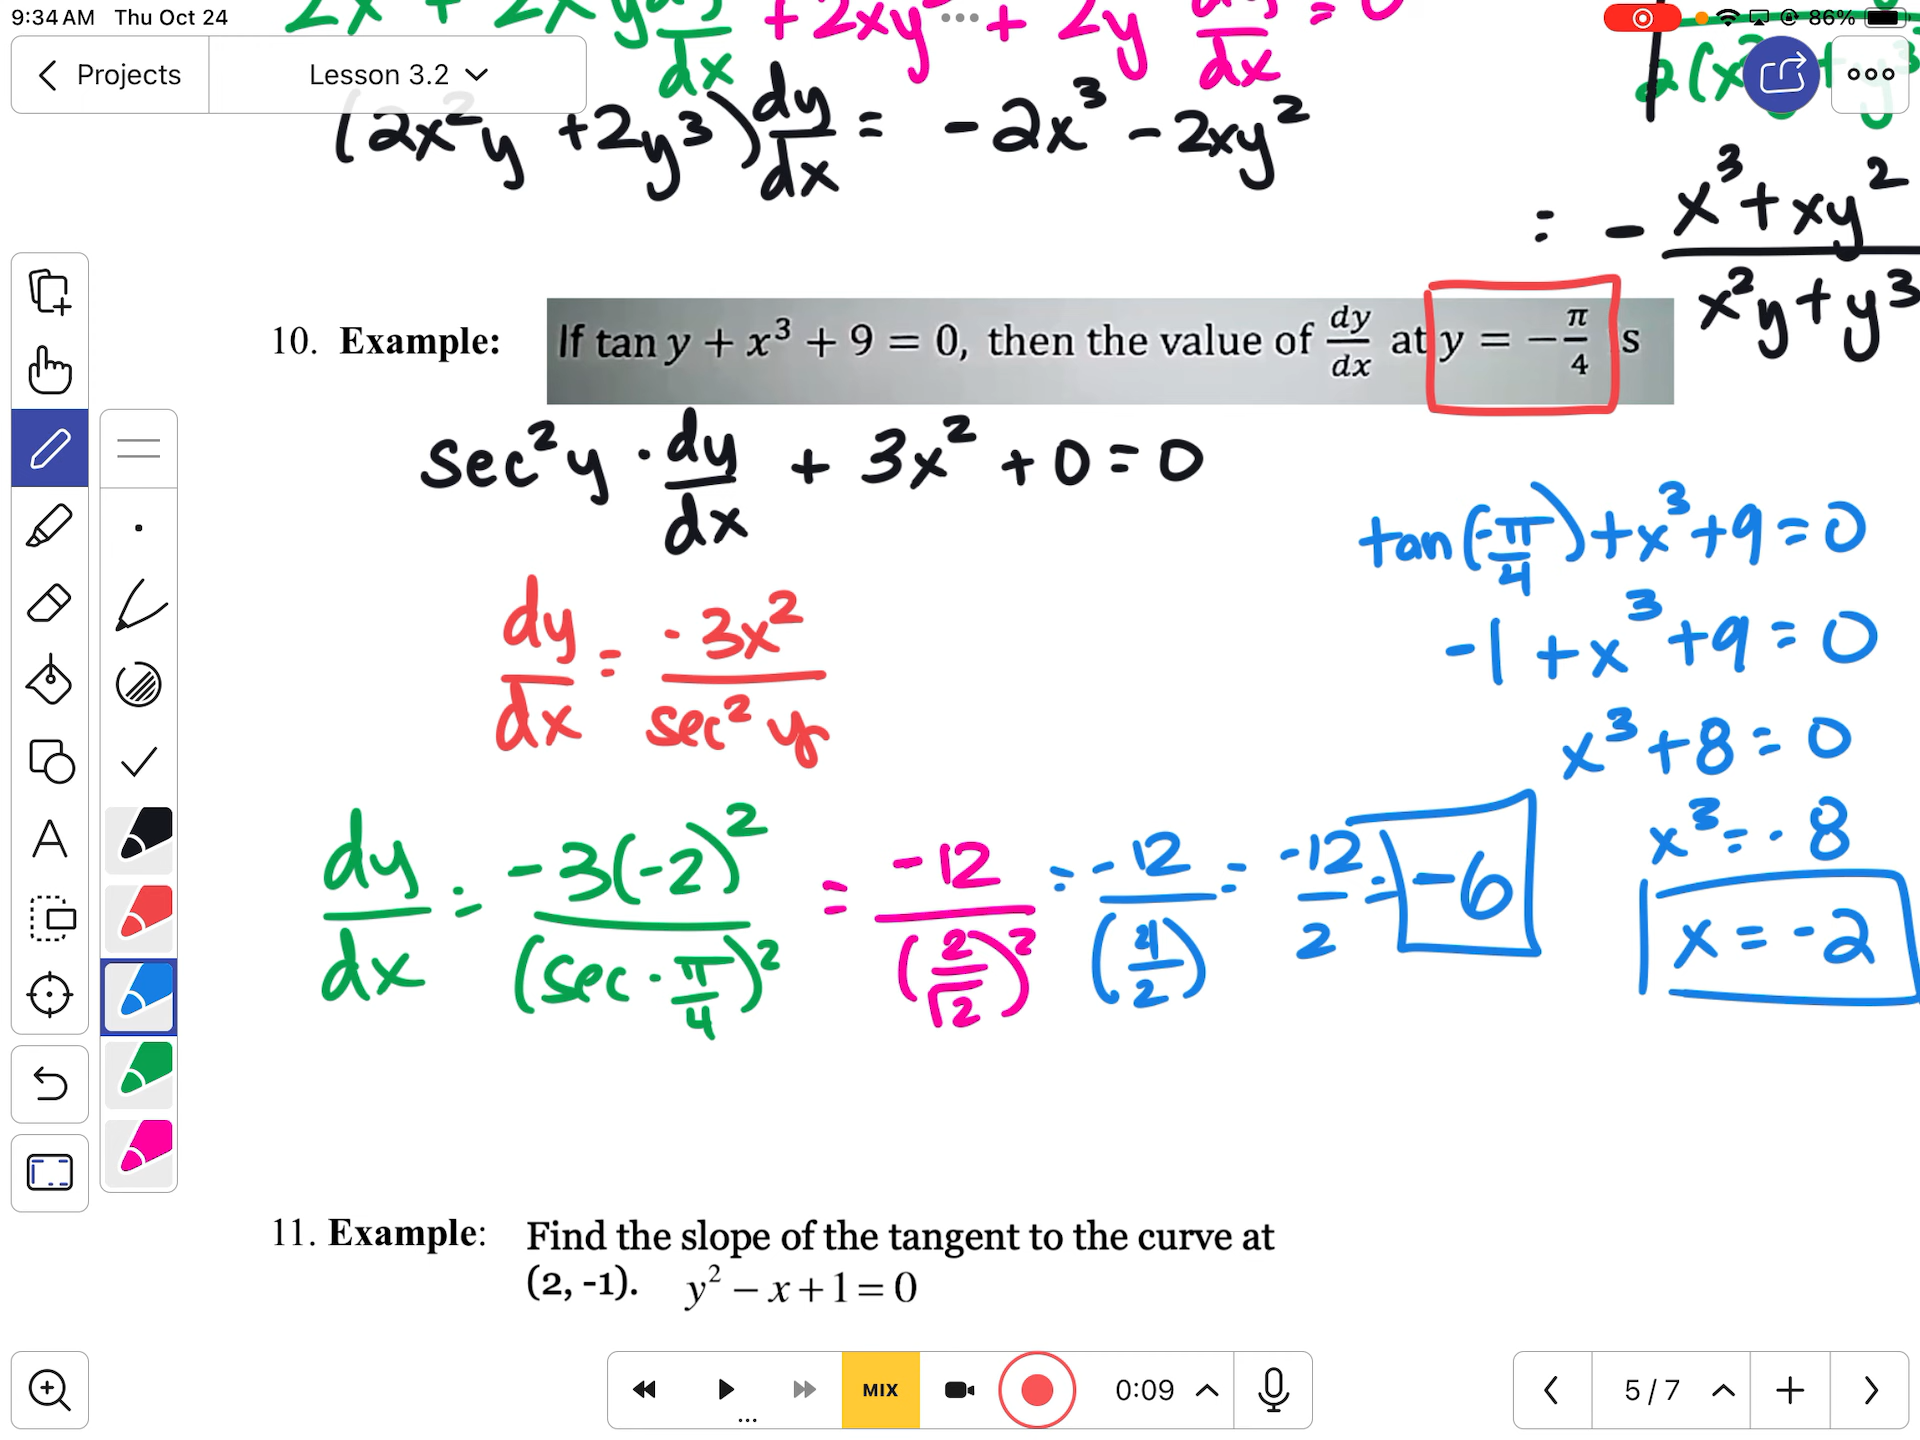 9:34 AM Thu Oct 24
86%
Projects
Lesson 3.2
dx + 2xy² + 2y dx = 0
(2x²y + 2y³) dy/dx = -2x³ - 2xy²
= - (x³ + xy²)/(x²y + y³)
10. Example: If tan y + x³ + 9 = 0, then the value of dy/dx at y = -π/4 s
sec²y · dy/dx + 3x² + 0 = 0
tan(-π/4) + x³ + 9 = 0
-1 + x³ + 9 = 0
dy/dx = -3x²/sec²y
x³ + 8 = 0
x³ = -8
x = -2
dy/dx = -3(-2)²/(sec -π/4)² = -12/(2/√2)² = -12/(4/2) = -12/2 = -6
11. Example: Find the slope of the tangent to the curve at
(2, -1). y² – x + 1 = 0
A
MIX
0:09
5 / 7